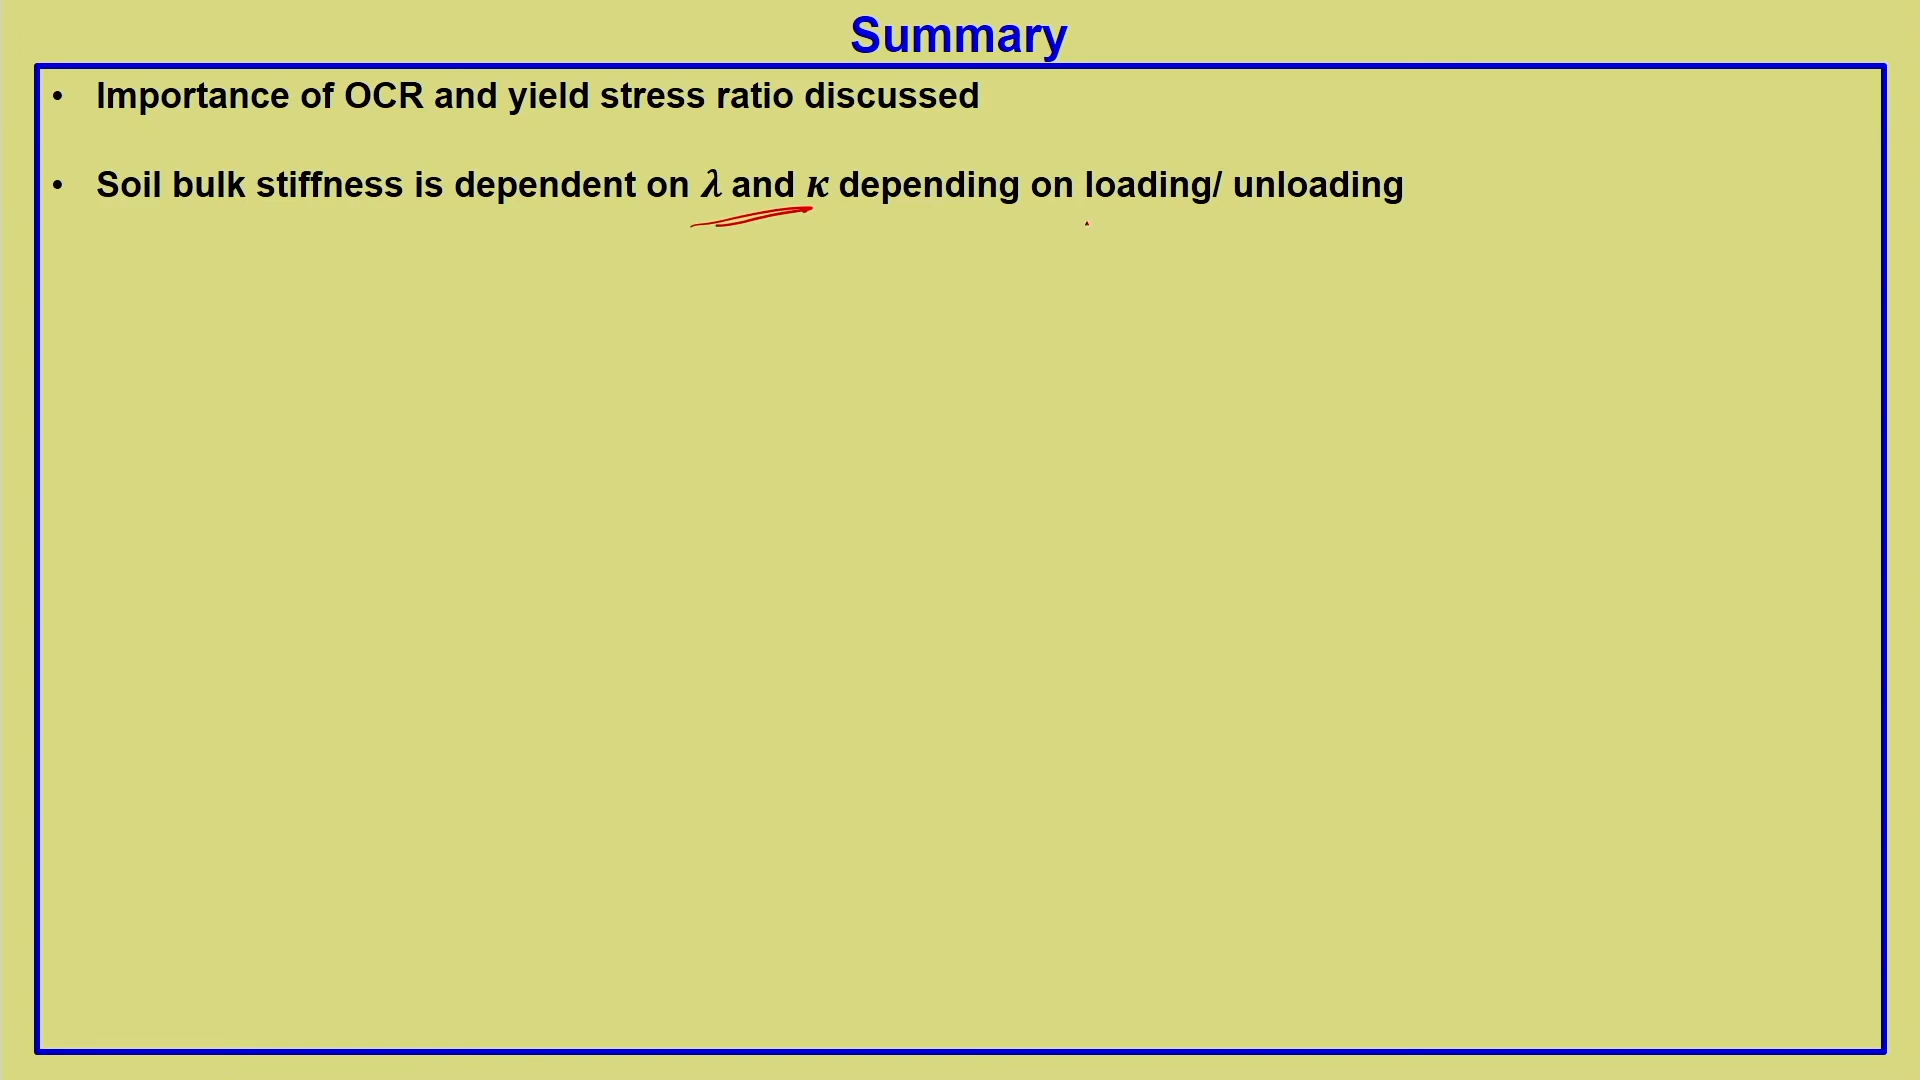 Summary
• Importance of OCR and yield stress ratio discussed
• Soil bulk stiffness is dependent on λ and κ depending on loading/ unloading